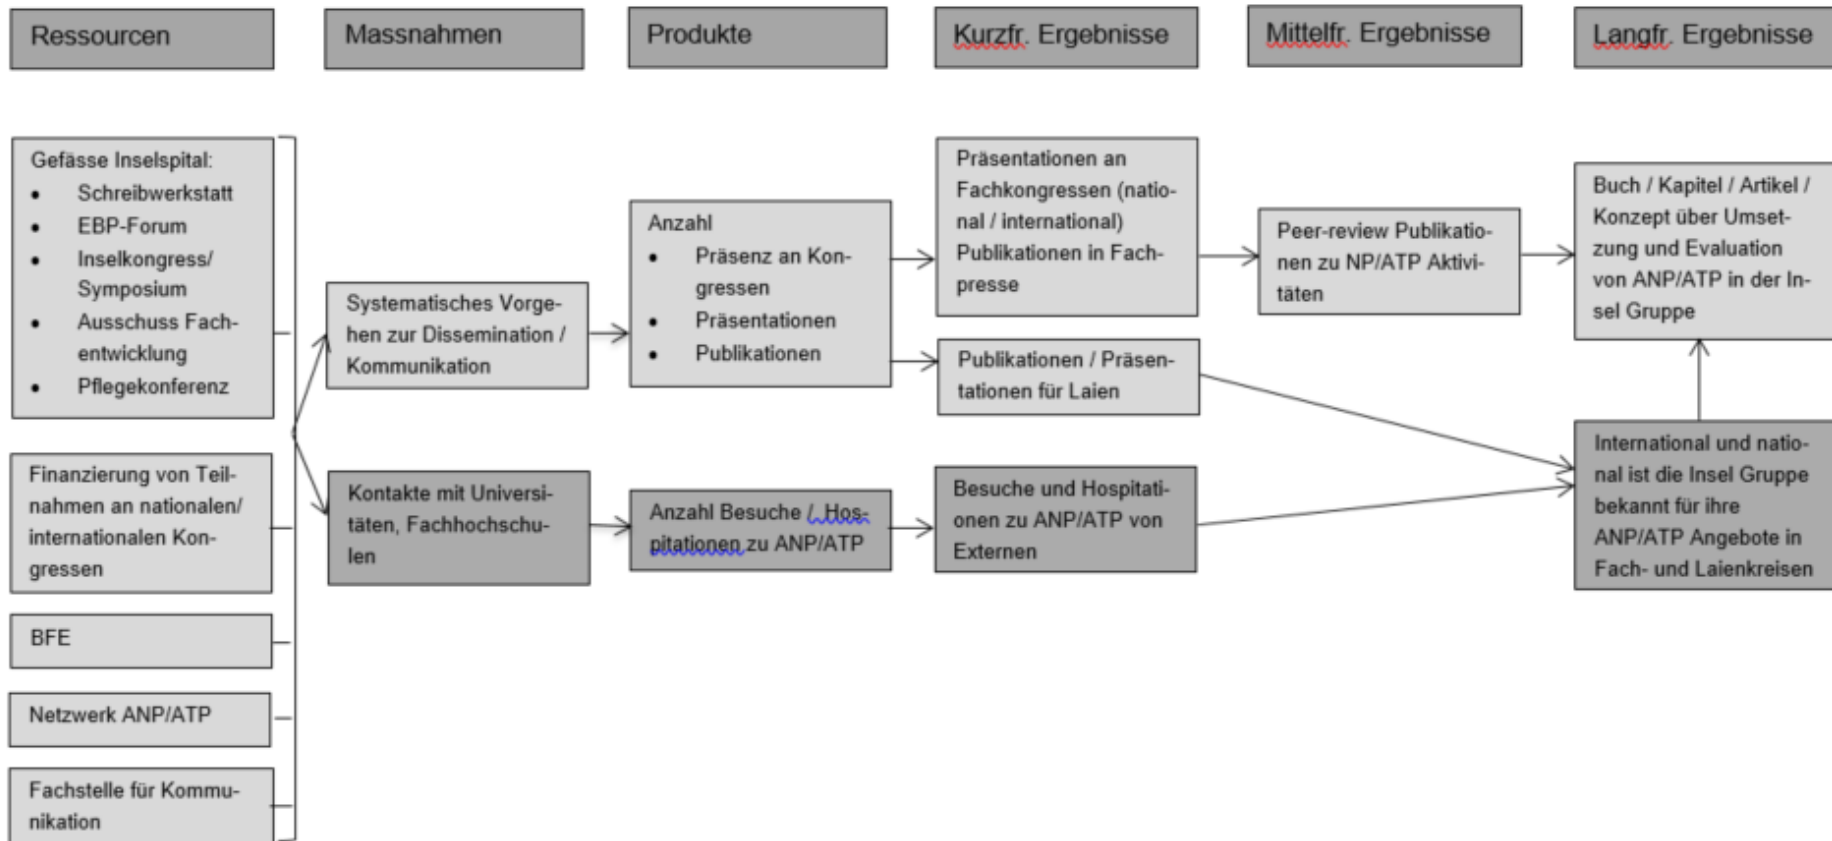 Ressourcen
Massnahmen
Produkte
Kurzfr. Ergebnisse
Mittelfr. Ergebnisse
Langfr. Ergebnisse
Gefässe Inselspital:
• Schreibwerkstatt
• EBP-Forum
• Inselkongress/
Symposium
• Ausschuss Fach-
entwicklung
• Pflegekonferenz
Finanzierung von Teil-
nahmen an nationalen/
internationalen Kon-
gressen
BFE
Netzwerk ANP/ATP
Fachstelle für Kommu-
nikation
Systematisches Vorge-
hen zur Dissemination /
Kommunikation
Kontakte mit Universi-
täten, Fachhochschu-
len
Anzahl
• Präsenz an Kon-
gressen
• Präsentationen
• Publikationen
Anzahl Besuche / Hos-
pitationen zu ANP/ATP
Präsentationen an
Fachkongressen (natio-
nal / international)
Publikationen in Fach-
presse
Publikationen / Präsen-
tationen für Laien
Besuche und Hospitati-
onen zu ANP/ATP von
Externen
Peer-review Publikatio-
nen zu NP/ATP Aktivi-
täten
Buch / Kapitel / Artikel /
Konzept über Umset-
zung und Evaluation
von ANP/ATP in der In-
sel Gruppe
International und natio-
nal ist die Insel Gruppe
bekannt für ihre
ANP/ATP Angebote in
Fach- und Laienkreisen